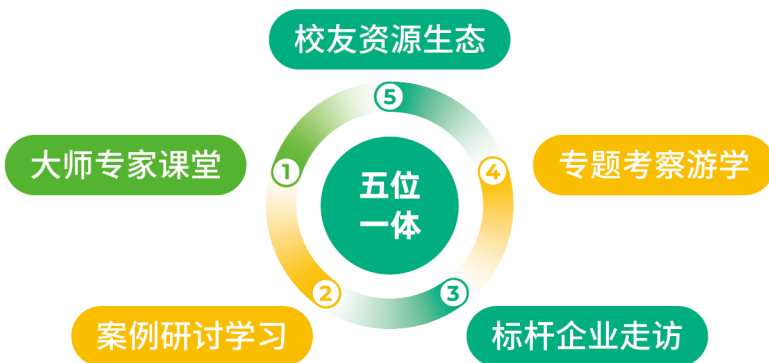 校友资源生态
5
大师专家课堂
1
五位
一体
4
专题考察游学
2
3
案例研讨学习
标杆企业走访